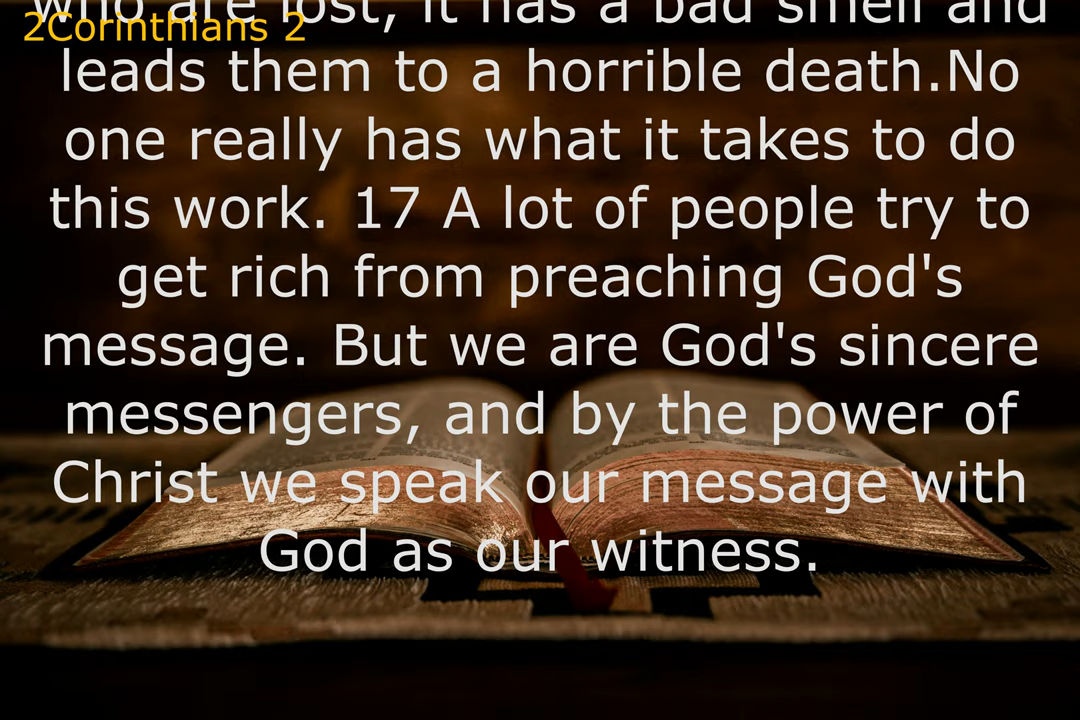 who are lost, it has a bad smell and
2Corinthians 2
leads them to a horrible death.No
one really has what it takes to do
this work. 17 A lot of people try to
get rich from preaching God's
message. But we are God's sincere
messengers, and by the power of
Christ we speak our message with
God as our witness.